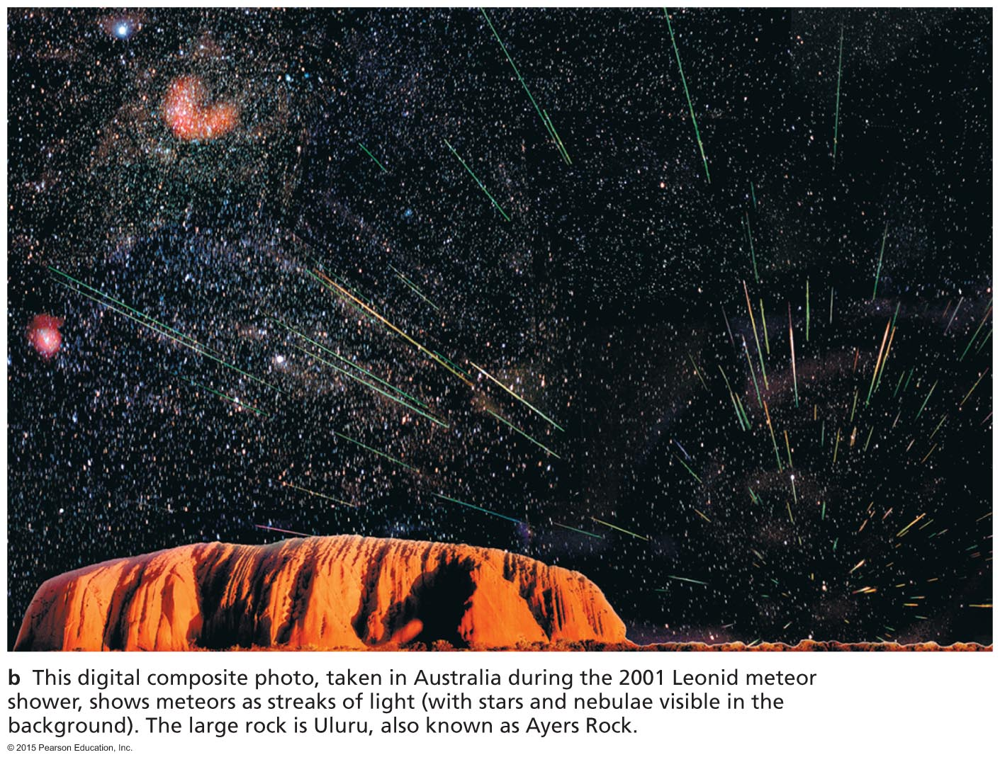 b This digital composite photo, taken in Australia during the 2001 Leonid meteor
shower, shows meteors as streaks of light (with stars and nebulae visible in the
background). The large rock is Uluru, also known as Ayers Rock.
© 2015 Pearson Education, Inc.